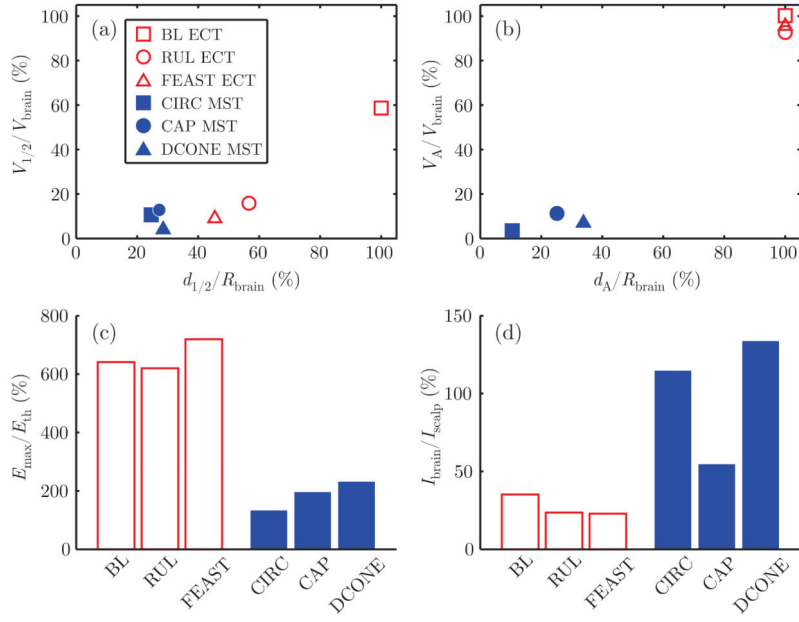 (a)
BL ECT
RUL ECT
FEAST ECT
CIRC MST
CAP MST
DCONE MST
V1/2/Vbrain (%)
100
80
60
40
20
0
0 20 40 60 80 100
d1/2/Rbrain (%)
(b)
VA/Vbrain (%)
100
80
60
40
20
0
0 20 40 60 80 100
dA/Rbrain (%)
(c)
Emax/Eth (%)
800
600
400
200
0
BL RUL FEAST CIRC CAP DCONE
(d)
Ibrain/Iscalp (%)
150
100
50
0
BL RUL FEAST CIRC CAP DCONE